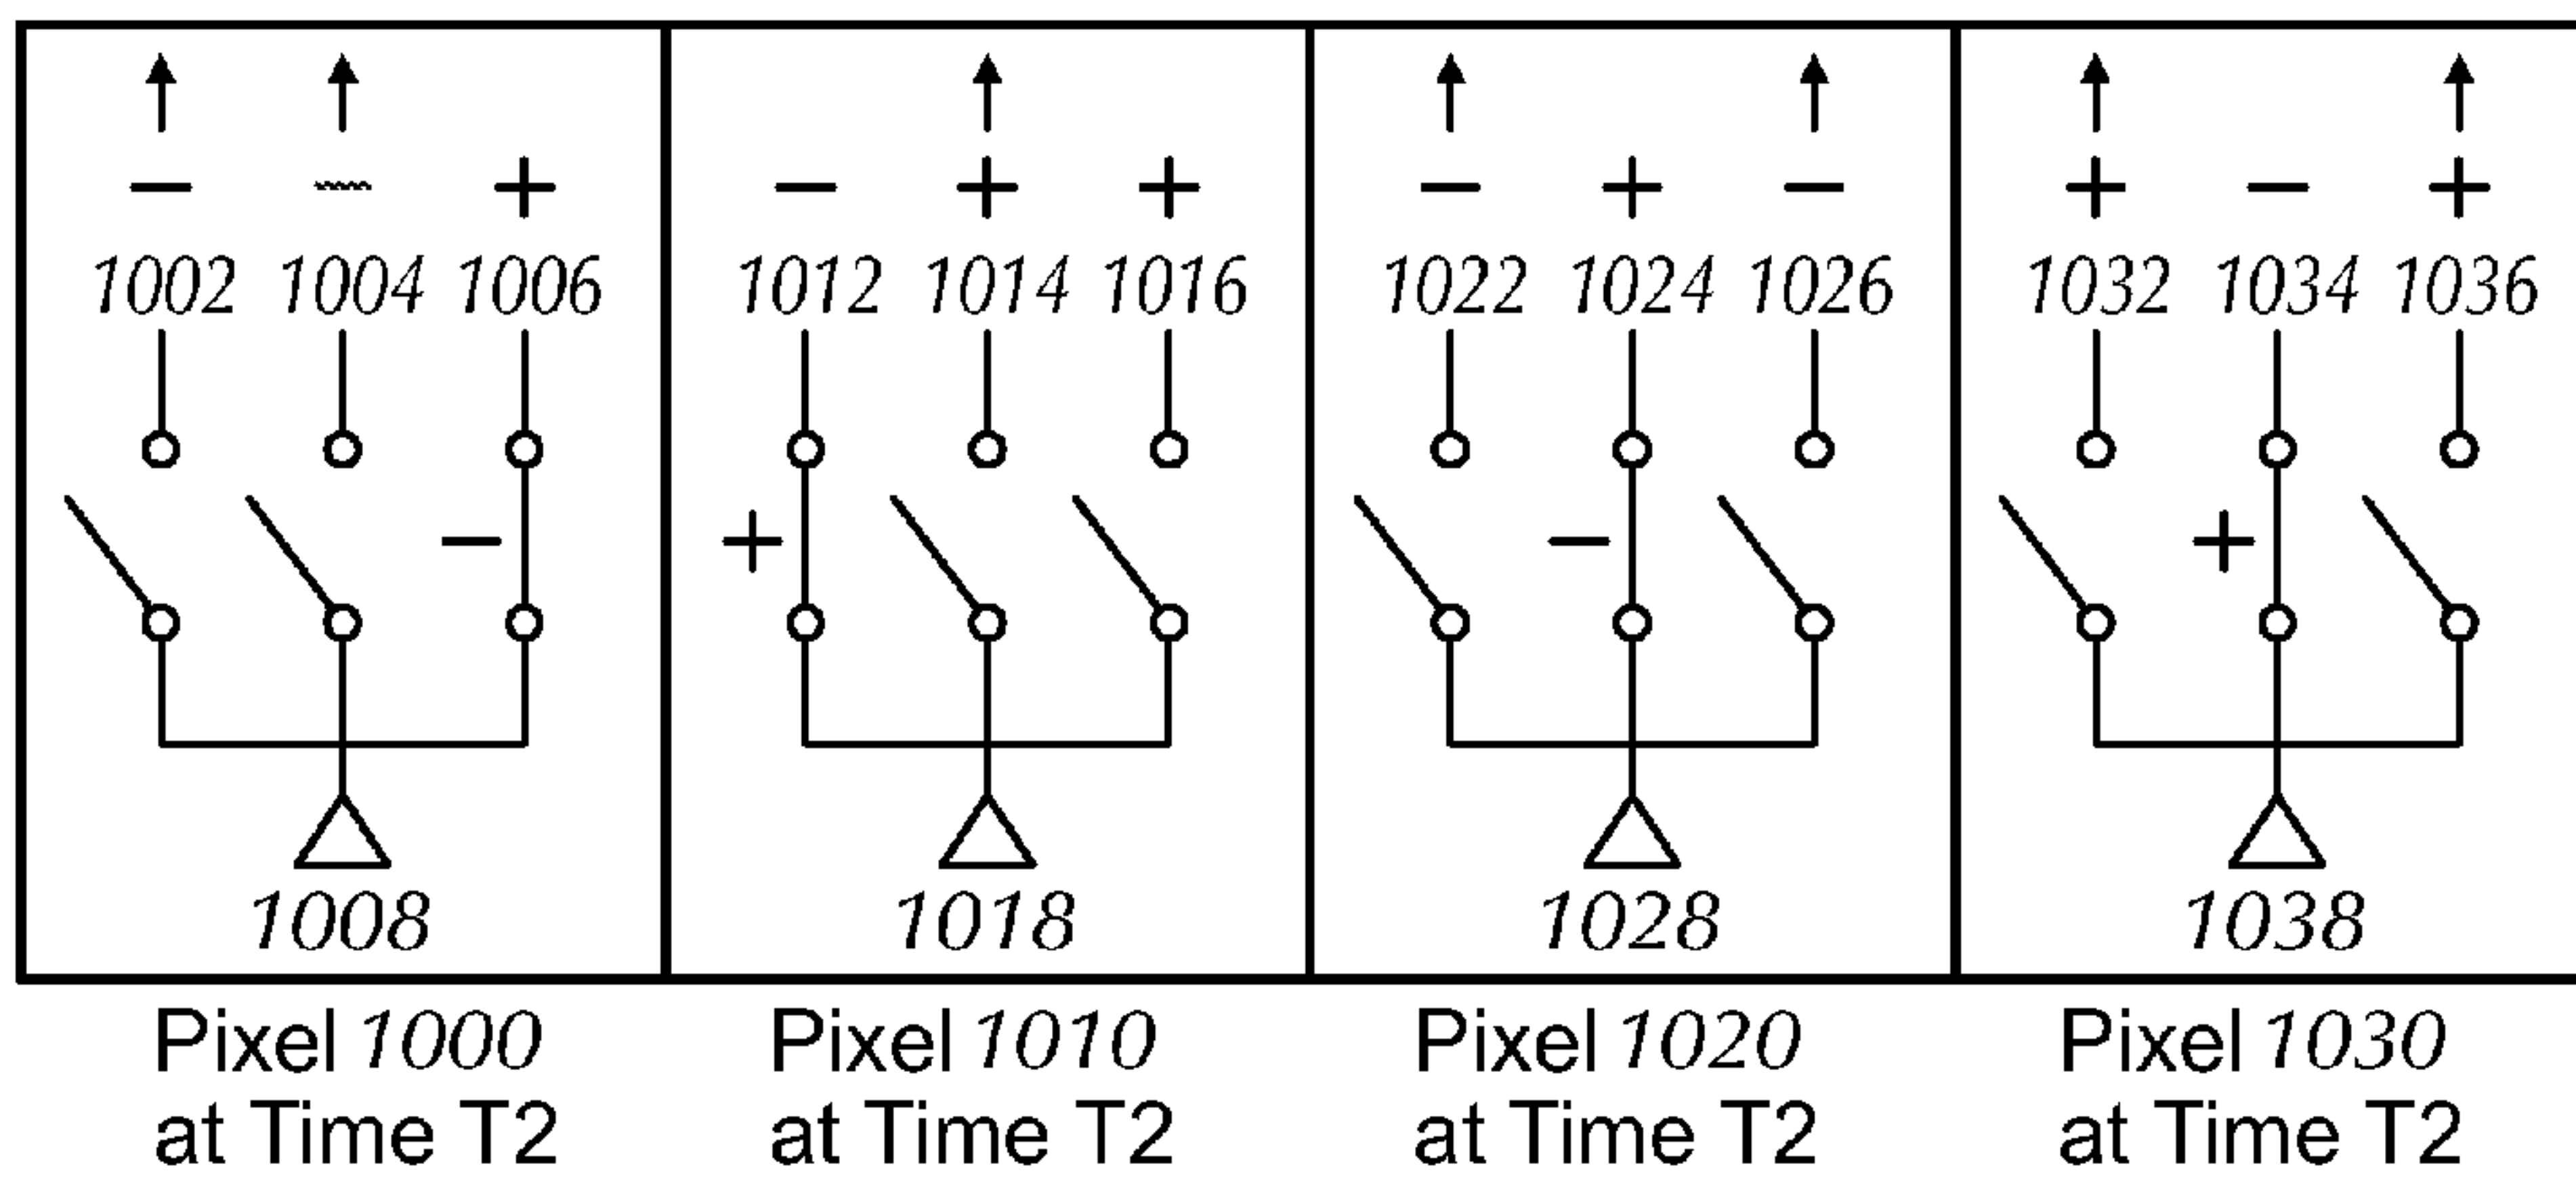 − − + − + + − + − + − +
1002 1004 1006 1012 1014 1016 1022 1024 1026 1032 1034 1036
− + − +
1008 1018 1028 1038
Pixel 1000 Pixel 1010 Pixel 1020 Pixel 1030
at Time T2 at Time T2 at Time T2 at Time T2